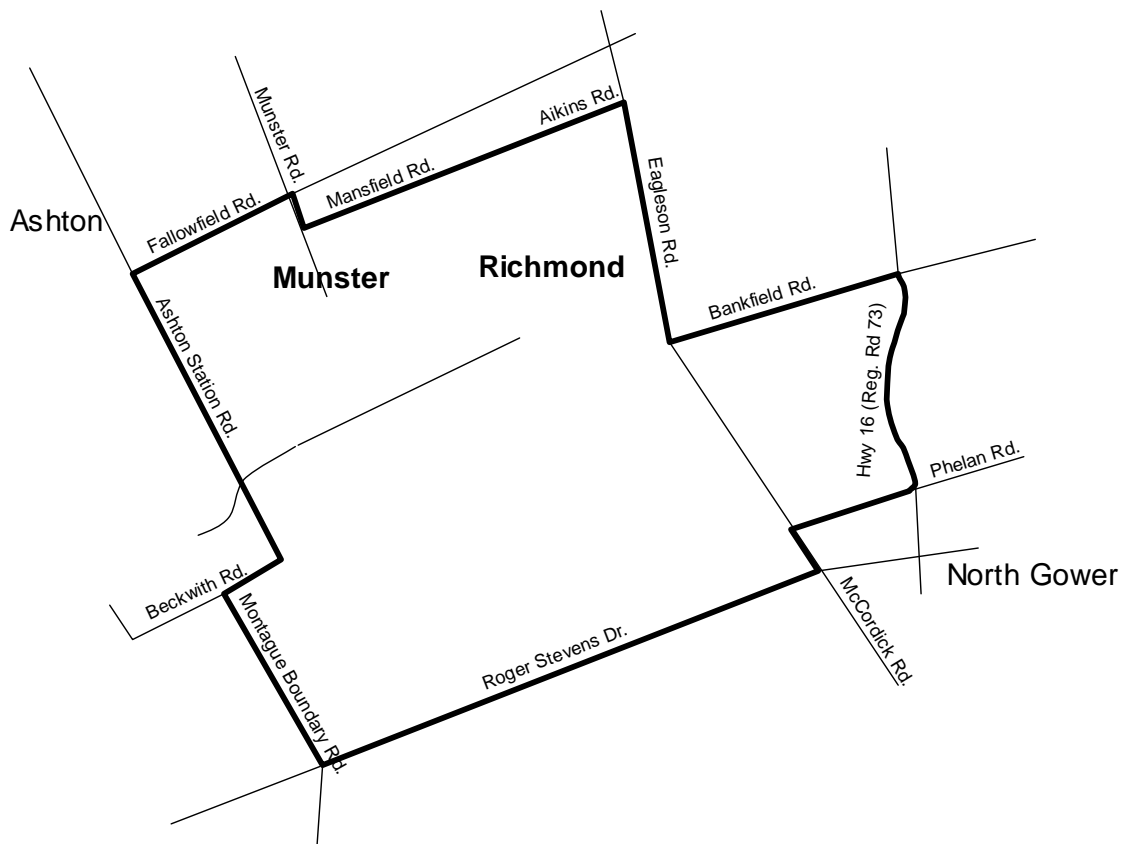 Aikins Rd.
Munster Rd.
Mansfield Rd.
Eagleson Rd.
Ashton
Fallowfield Rd.
Munster
Richmond
Bankfield Rd.
Ashton Station Rd.
Hwy 16 (Reg. Rd 73)
Phelan Rd.
Beckwith Rd.
North Gower
Montague Boundary Rd.
McCordick Rd.
Roger Stevens Dr.